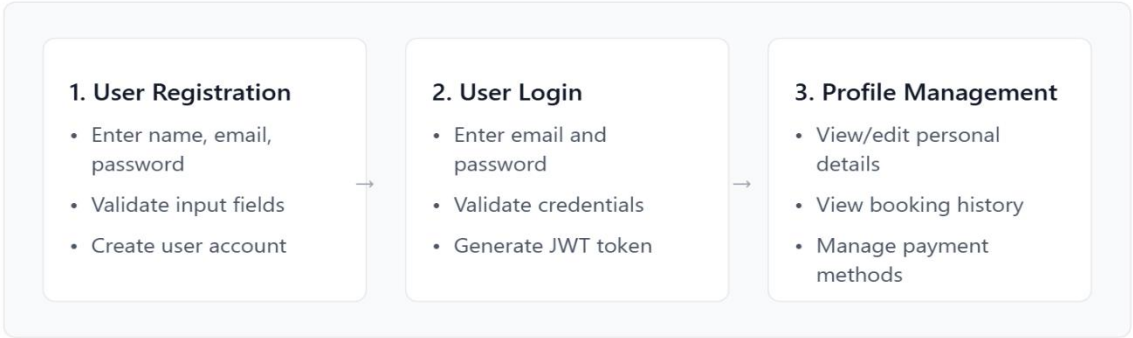 1. User Registration
• Enter name, email,
password
• Validate input fields
• Create user account
→
2. User Login
• Enter email and
password
• Validate credentials
• Generate JWT token
→
3. Profile Management
• View/edit personal
details
• View booking history
• Manage payment
methods